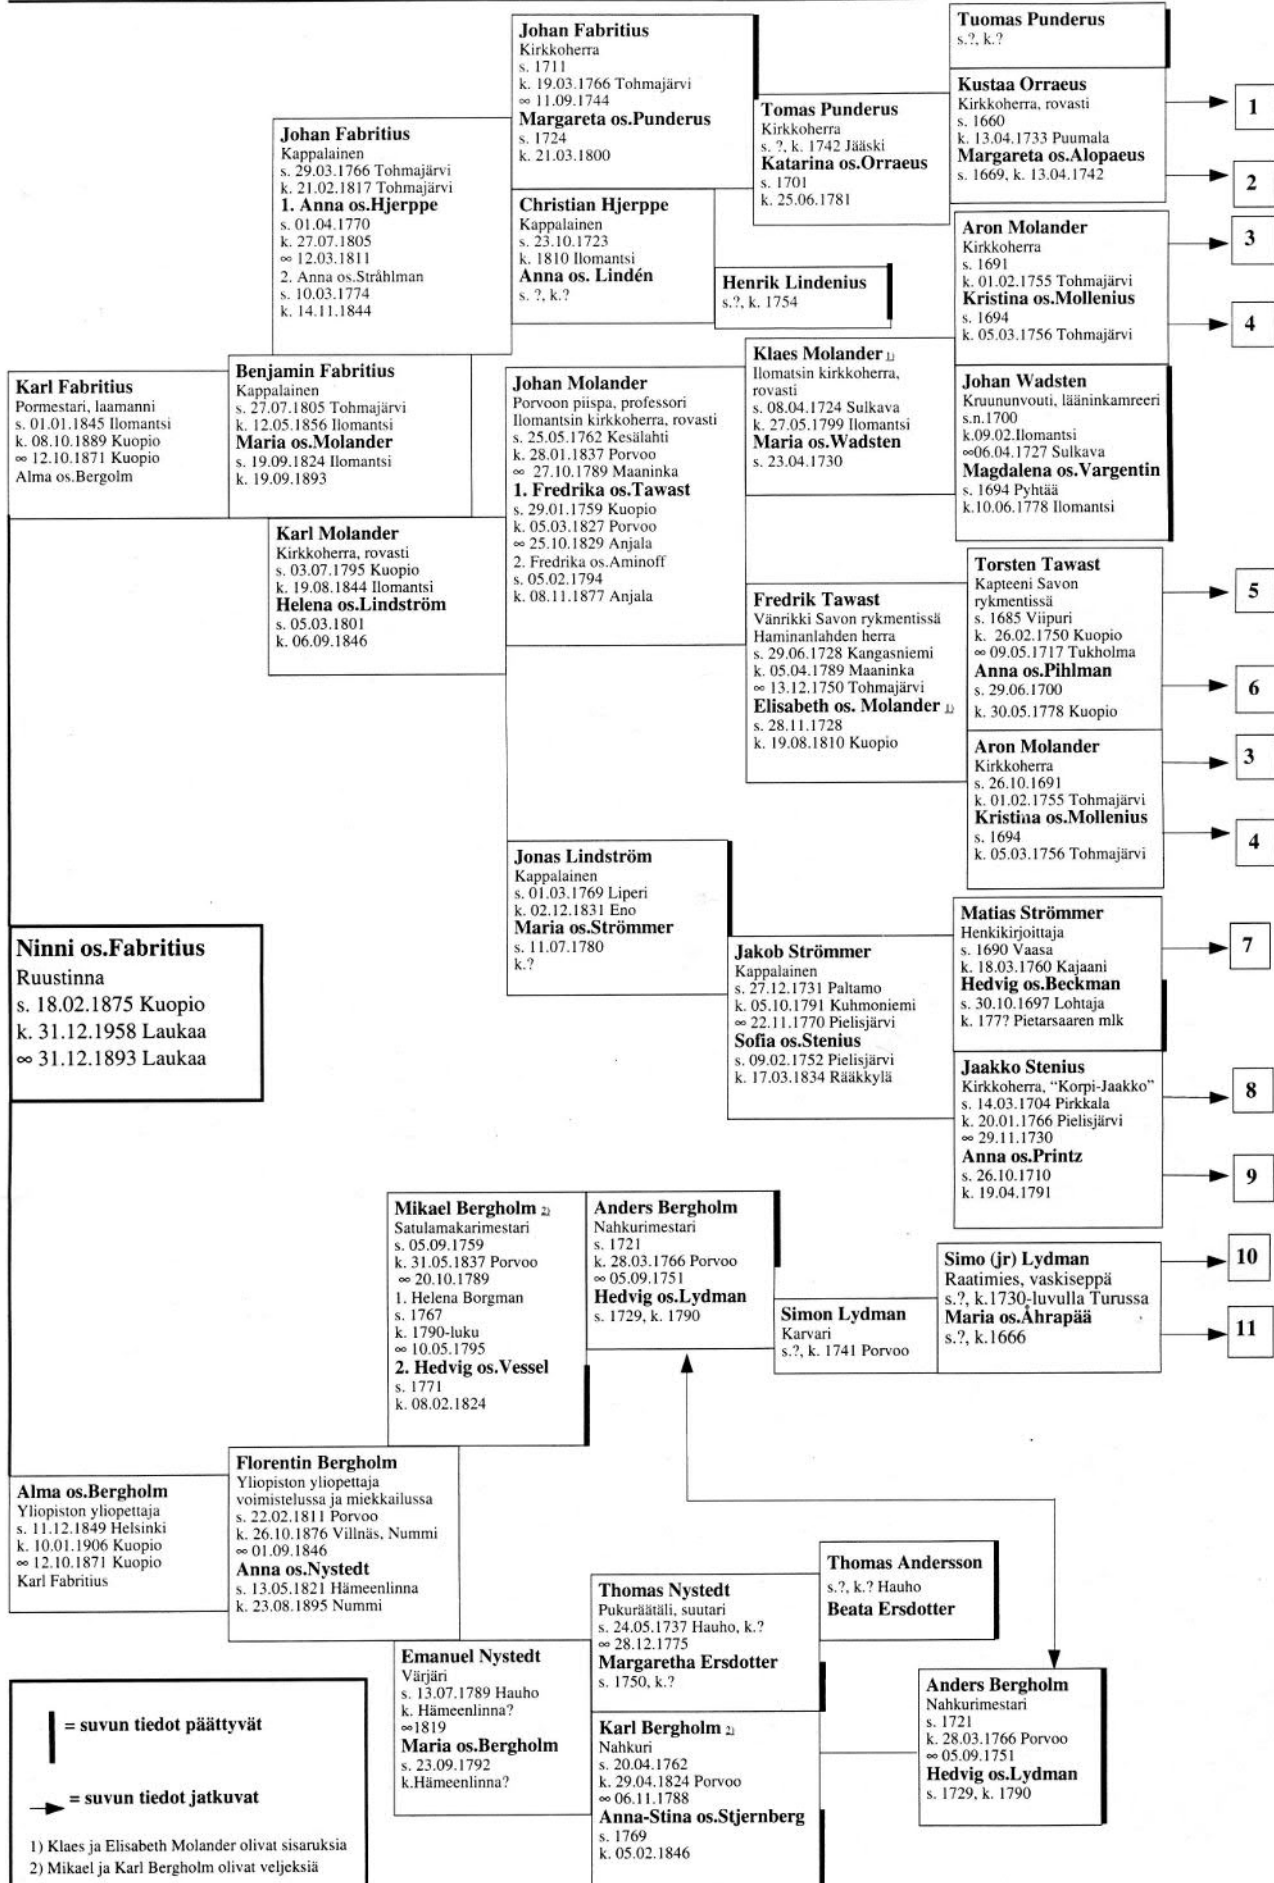 Johan Fabritius
Kirkkoherra
s. 1711
k. 19.03.1766 Tohmajärvi
∞ 11.09.1744
Margareta os.Punderus
s. 1724
k. 21.03.1800
Tuomas Punderus
s.?, k.?
Kustaa Orraeus
Kirkkoherra, rovasti
s. 1660
k. 13.04.1733 Puumala
Margareta os.Alopaeus
s. 1669, k. 13.04.1742
1
2
Tomas Punderus
Kirkkoherra
s. ?, k. 1742 Jääski
Katarina os.Orraeus
s. 1701
k. 25.06.1781
Johan Fabritius
Kappalainen
s. 29.03.1766 Tohmajärvi
k. 21.02.1817 Tohmajärvi
1. Anna os.Hjerppe
s. 01.04.1770
k. 27.07.1805
∞ 12.03.1811
2. Anna os.Stråhlman
s. 10.03.1774
k. 14.11.1844
Christian Hjerppe
Kappalainen
s. 23.10.1723
k. 1810 Ilomantsi
Anna os. Lindén
s. ?, k.?
Henrik Lindenius
s.?, k. 1754
Aron Molander
Kirkkoherra
s. 1691
k. 01.02.1755 Tohmajärvi
Kristina os.Mollenius
s. 1694
k. 05.03.1756 Tohmajärvi
3
4
Karl Fabritius
Pormestari, laamanni
s. 01.01.1845 Ilomantsi
k. 08.10.1889 Kuopio
∞ 12.10.1871 Kuopio
Alma os.Bergolm
Benjamin Fabritius
Kappalainen
s. 27.07.1805 Tohmajärvi
k. 12.05.1856 Ilomantsi
Maria os.Molander
s. 19.09.1824 Ilomantsi
k. 19.09.1893
Johan Molander
Porvoon piispa, professori
Ilomantsin kirkkoherra, rovasti
s. 25.05.1762 Kesälahti
k. 28.01.1837 Porvoo
∞ 27.10.1789 Maaninka
1. Fredrika os.Tawast
s. 29.01.1759 Kuopio
k. 05.03.1827 Porvoo
∞ 25.10.1829 Anjala
2. Fredrika os.Aminoff
s. 05.02.1794
k. 08.11.1877 Anjala
Klaes Molander 1)
Ilomatsin kirkkoherra,
rovasti
s. 08.04.1724 Sulkava
k. 27.05.1799 Ilomantsi
Maria os.Wadsten
s. 23.04.1730
Johan Wadsten
Kruununvouti, lääninkamreeri
s.n.1700
k.09.02.Ilomantsi
∞06.04.1727 Sulkava
Magdalena os.Vargentin
s. 1694 Pyhtää
k.10.06.1778 Ilomantsi
Karl Molander
Kirkkoherra, rovasti
s. 03.07.1795 Kuopio
k. 19.08.1844 Ilomantsi
Helena os.Lindström
s. 05.03.1801
k. 06.09.1846
Fredrik Tawast
Vänrikki Savon rykmentissä
Haminanlahden herra
s. 29.06.1728 Kangasniemi
k. 05.04.1789 Maaninka
∞ 13.12.1750 Tohmajärvi
Elisabeth os. Molander 1)
s. 28.11.1728
k. 19.08.1810 Kuopio
Torsten Tawast
Kapteeni Savon
rykmentissä
s. 1685 Viipuri
k. 26.02.1750 Kuopio
∞ 09.05.1717 Tukholma
Anna os.Pihlman
s. 29.06.1700
k. 30.05.1778 Kuopio
5
6
Aron Molander
Kirkkoherra
s. 26.10.1691
k. 01.02.1755 Tohmajärvi
Kristina os.Mollenius
s. 1694
k. 05.03.1756 Tohmajärvi
3
4
Jonas Lindström
Kappalainen
s. 01.03.1769 Liperi
k. 02.12.1831 Eno
Maria os.Strömmer
s. 11.07.1780
k.?
Jakob Strömmer
Kappalainen
s. 27.12.1731 Paltamo
k. 05.10.1791 Kuhmoniemi
∞ 22.11.1770 Pielisjärvi
Sofia os.Stenius
s. 09.02.1752 Pielisjärvi
k. 17.03.1834 Rääkkylä
Matias Strömmer
Henkikirjoittaja
s. 1690 Vaasa
k. 18.03.1760 Kajaani
Hedvig os.Beckman
s. 30.10.1697 Lohtaja
k. 177? Pietarsaaren mlk
7
Jaakko Stenius
Kirkkoherra, “Korpi-Jaakko”
s. 14.03.1704 Pirkkala
k. 20.01.1766 Pielisjärvi
∞ 29.11.1730
Anna os.Printz
s. 26.10.1710
k. 19.04.1791
8
9
Ninni os.Fabritius
Ruustinna
s. 18.02.1875 Kuopio
k. 31.12.1958 Laukaa
∞ 31.12.1893 Laukaa
Mikael Bergholm 2)
Satulamakarimestari
s. 05.09.1759
k. 31.05.1837 Porvoo
∞ 20.10.1789
1. Helena Borgman
s. 1767
k. 1790-luku
∞ 10.05.1795
2. Hedvig os.Vessel
s. 1771
k. 08.02.1824
Anders Bergholm
Nahkurimestari
s. 1721
k. 28.03.1766 Porvoo
∞ 05.09.1751
Hedvig os.Lydman
s. 1729, k. 1790
Simon Lydman
Karvari
s.?, k. 1741 Porvoo
Simo (jr) Lydman
Raatimies, vaskiseppä
s.?, k.1730-luvulla Turussa
Maria os.Åhrapää
s.?, k.1666
10
11
Alma os.Bergholm
Yliopiston yliopettaja
s. 11.12.1849 Helsinki
k. 10.01.1906 Kuopio
∞ 12.10.1871 Kuopio
Karl Fabritius
Florentin Bergholm
Yliopiston yliopettaja
voimistelussa ja miekkailussa
s. 22.02.1811 Porvoo
k. 26.10.1876 Villnäs, Nummi
∞ 01.09.1846
Anna os.Nystedt
s. 13.05.1821 Hämeenlinna
k. 23.08.1895 Nummi
Emanuel Nystedt
Värjäri
s. 13.07.1789 Hauho
k. Hämeenlinna?
∞1819
Maria os.Bergholm
s. 23.09.1792
k.Hämeenlinna?
Thomas Nystedt
Pukuräätäli, suutari
s. 24.05.1737 Hauho, k.?
∞ 28.12.1775
Margaretha Ersdotter
s. 1750, k.?
Thomas Andersson
s.?, k.? Hauho
Beata Ersdotter
Karl Bergholm 2)
Nahkuri
s. 20.04.1762
k. 29.04.1824 Porvoo
∞ 06.11.1788
Anna-Stina os.Stjernberg
s. 1769
k. 05.02.1846
Anders Bergholm
Nahkurimestari
s. 1721
k. 28.03.1766 Porvoo
∞ 05.09.1751
Hedvig os.Lydman
s. 1729, k. 1790
= suvun tiedot päättyvät
= suvun tiedot jatkuvat
1) Klaes ja Elisabeth Molander olivat sisaruksia
2) Mikael ja Karl Bergholm olivat veljeksiä